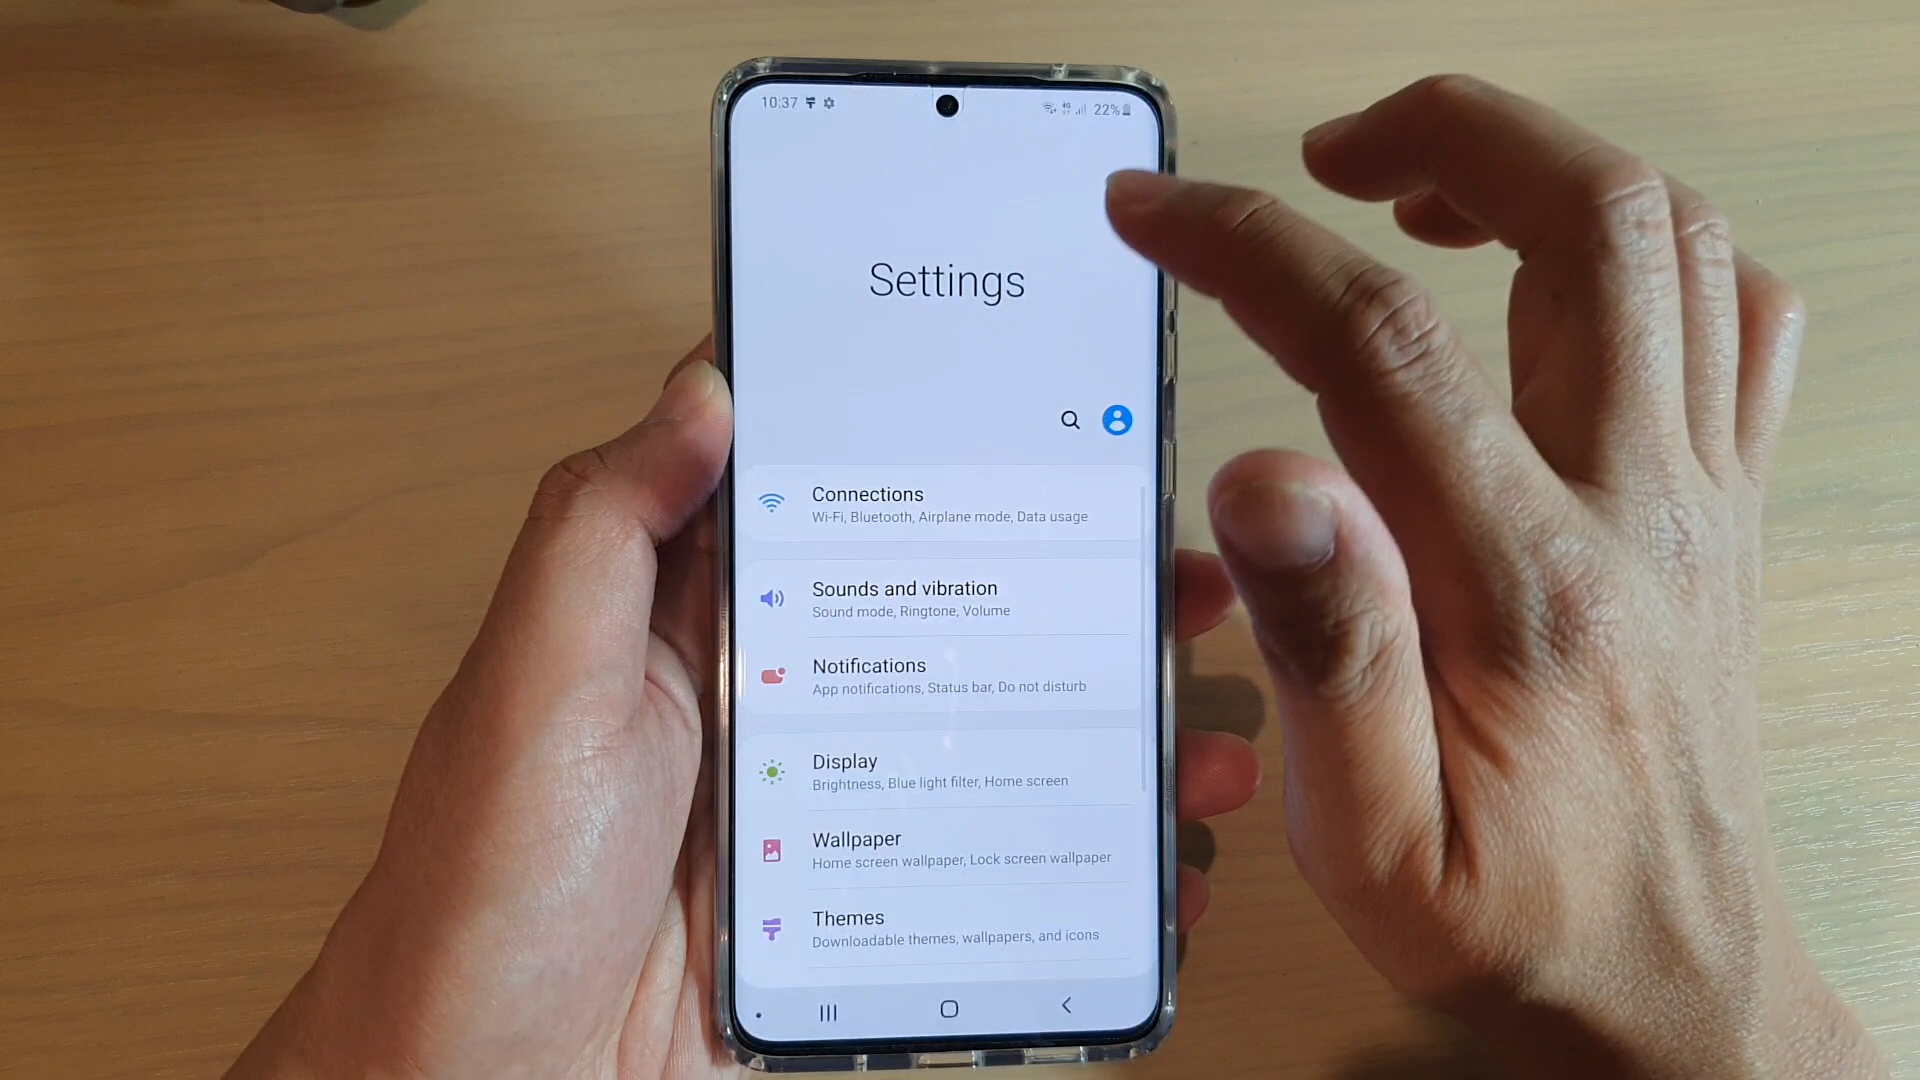 10:37
4G 22%
Settings
Connections
Wi-Fi, Bluetooth, Airplane mode, Data usage
Sounds and vibration
Sound mode, Ringtone, Volume
Notifications
App notifications, Status bar, Do not disturb
Display
Brightness, Blue light filter, Home screen
Wallpaper
Home screen wallpaper, Lock screen wallpaper
Themes
Downloadable themes, wallpapers, and icons